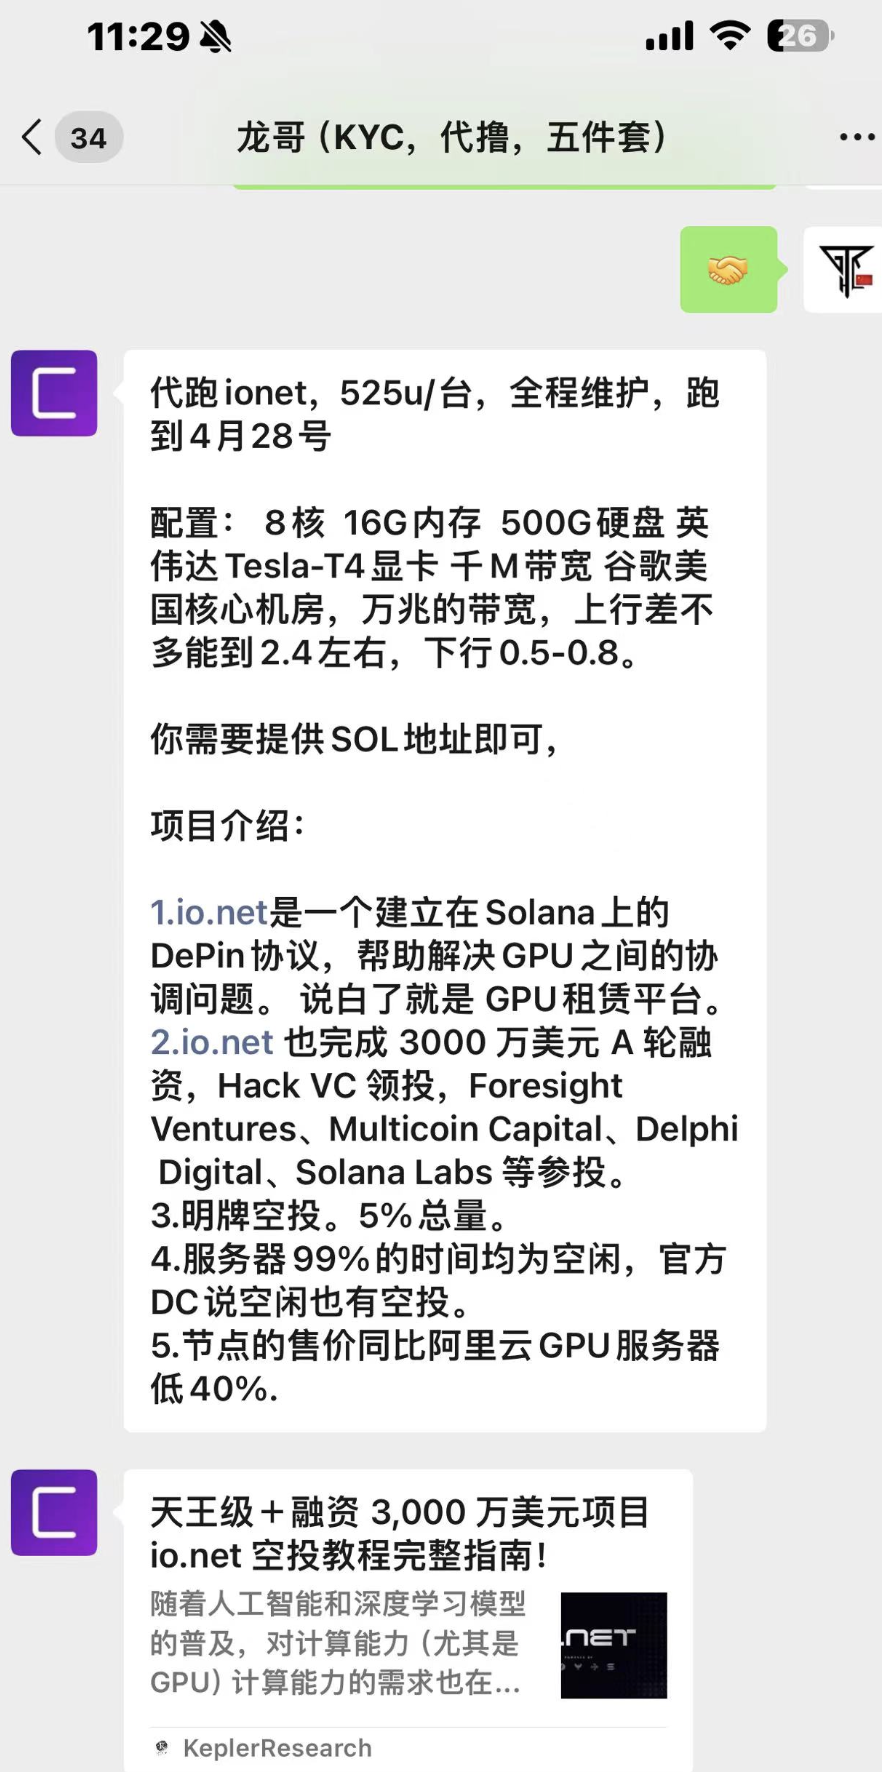 11:29
26
34
龙哥（KYC，代撸，五件套）
代跑ionet，525u/台，全程维护，跑
到4月28号
配置： 8核 16G内存 500G硬盘 英
伟达Tesla-T4显卡 千M带宽 谷歌美
国核心机房，万兆的带宽，上行差不
多能到2.4左右，下行0.5-0.8。
你需要提供SOL地址即可，
项目介绍：
1.io.net是一个建立在Solana上的
DePin协议，帮助解决GPU之间的协
调问题。 说白了就是 GPU租赁平台。
2.io.net 也完成 3000 万美元 A 轮融
资，Hack VC 领投，Foresight
Ventures、Multicoin Capital、Delphi
Digital、Solana Labs 等参投。
3.明牌空投。5%总量。
4.服务器99%的时间均为空闲，官方
DC说空闲也有空投。
5.节点的售价同比阿里云GPU服务器
低40%.
天王级＋融资 3,000 万美元项目
io.net 空投教程完整指南！
随着人工智能和深度学习模型
的普及，对计算能力（尤其是
GPU）计算能力的需求也在...
.NET
KeplerResearch